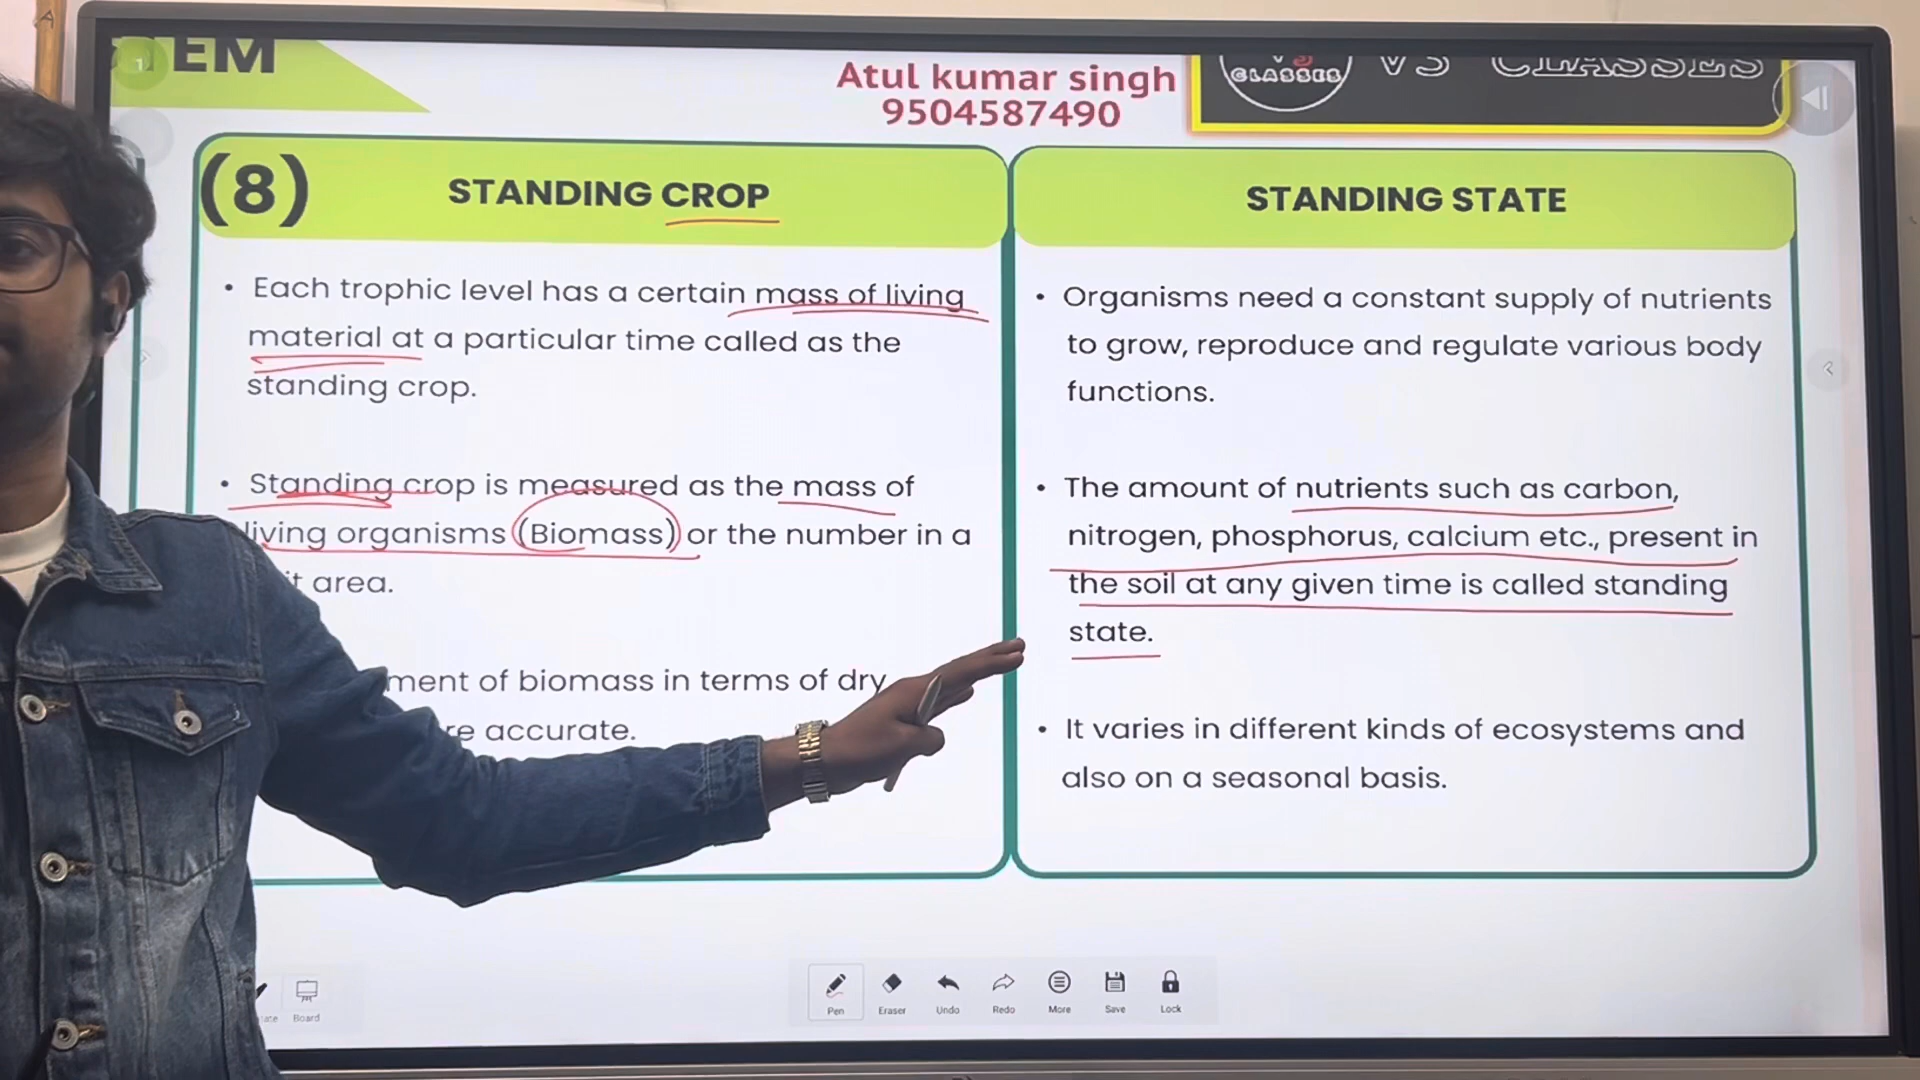 TEM
Atul kumar singh
9504587490
CLASSES
V3 CLASSES
(8)
STANDING CROP
• Each trophic level has a certain mass of living
material at a particular time called as the
standing crop.
• Standing crop is measured as the mass of
living organisms (Biomass) or the number in a
it area.
ment of biomass in terms of dry
re accurate.
STANDING STATE
• Organisms need a constant supply of nutrients
to grow, reproduce and regulate various body
functions.
• The amount of nutrients such as carbon,
nitrogen, phosphorus, calcium etc., present in
the soil at any given time is called standing
state.
• It varies in different kinds of ecosystems and
also on a seasonal basis.
Board
Pen Eraser Undo Redo More Save Lock